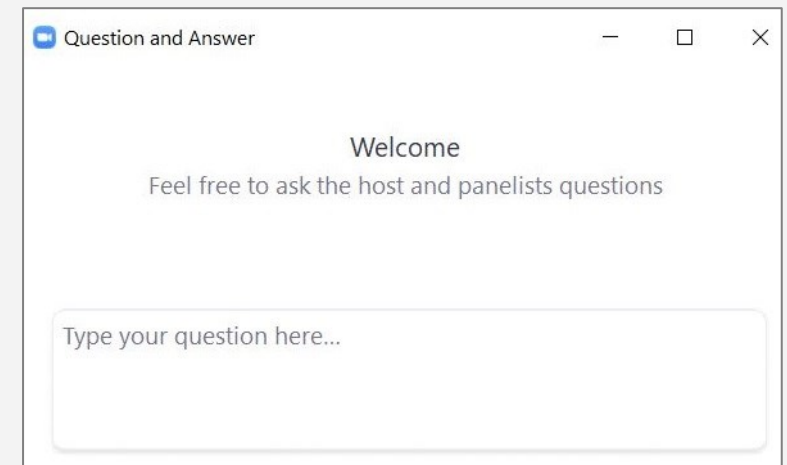 Question and Answer
Welcome
Feel free to ask the host and panelists questions
Type your question here...